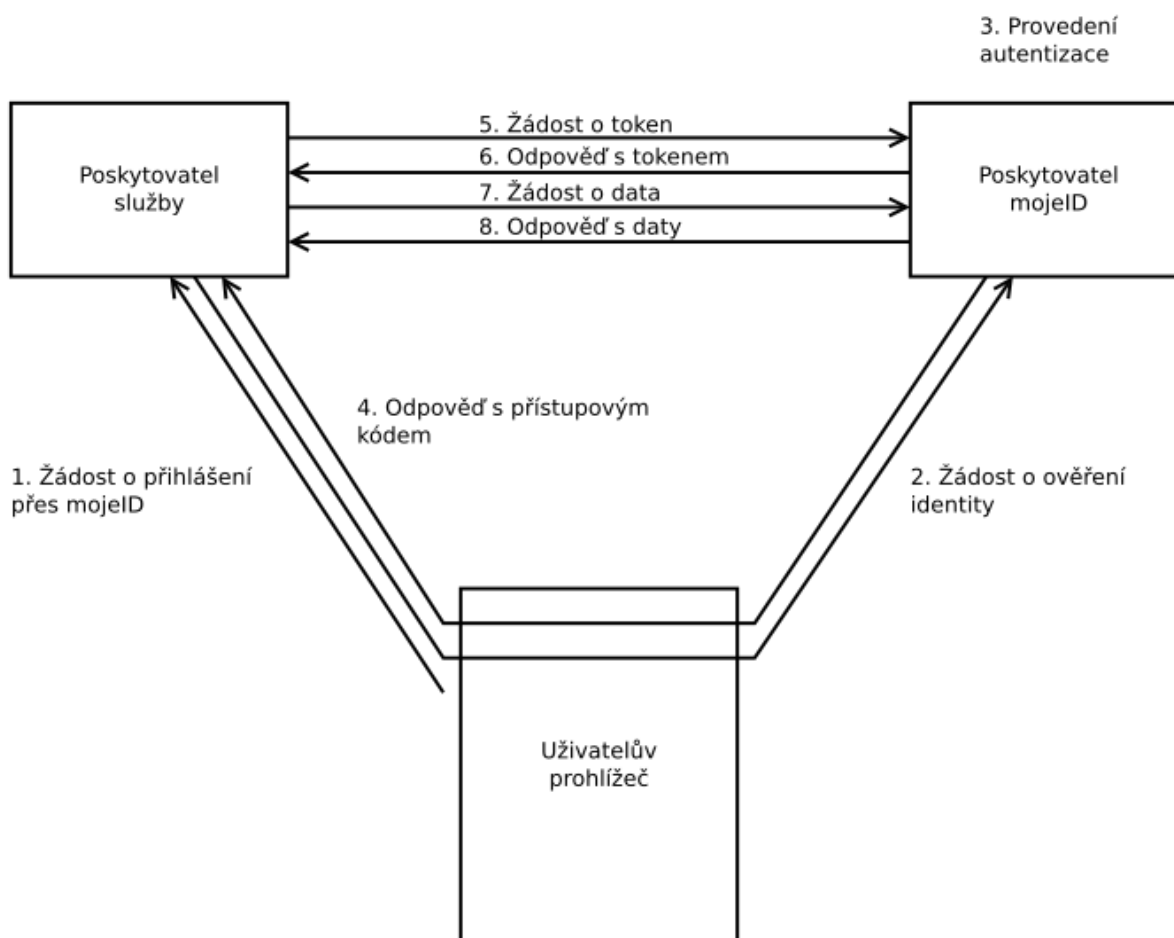 3. Provedení
autentizace
5. Žádost o token
6. Odpověď s tokenem
7. Žádost o data
8. Odpověď s daty
Poskytovatel
služby
Poskytovatel
mojeID
4. Odpověď s přístupovým
kódem
1. Žádost o přihlášení
přes mojeID
2. Žádost o ověření
identity
Uživatelův
prohlížeč